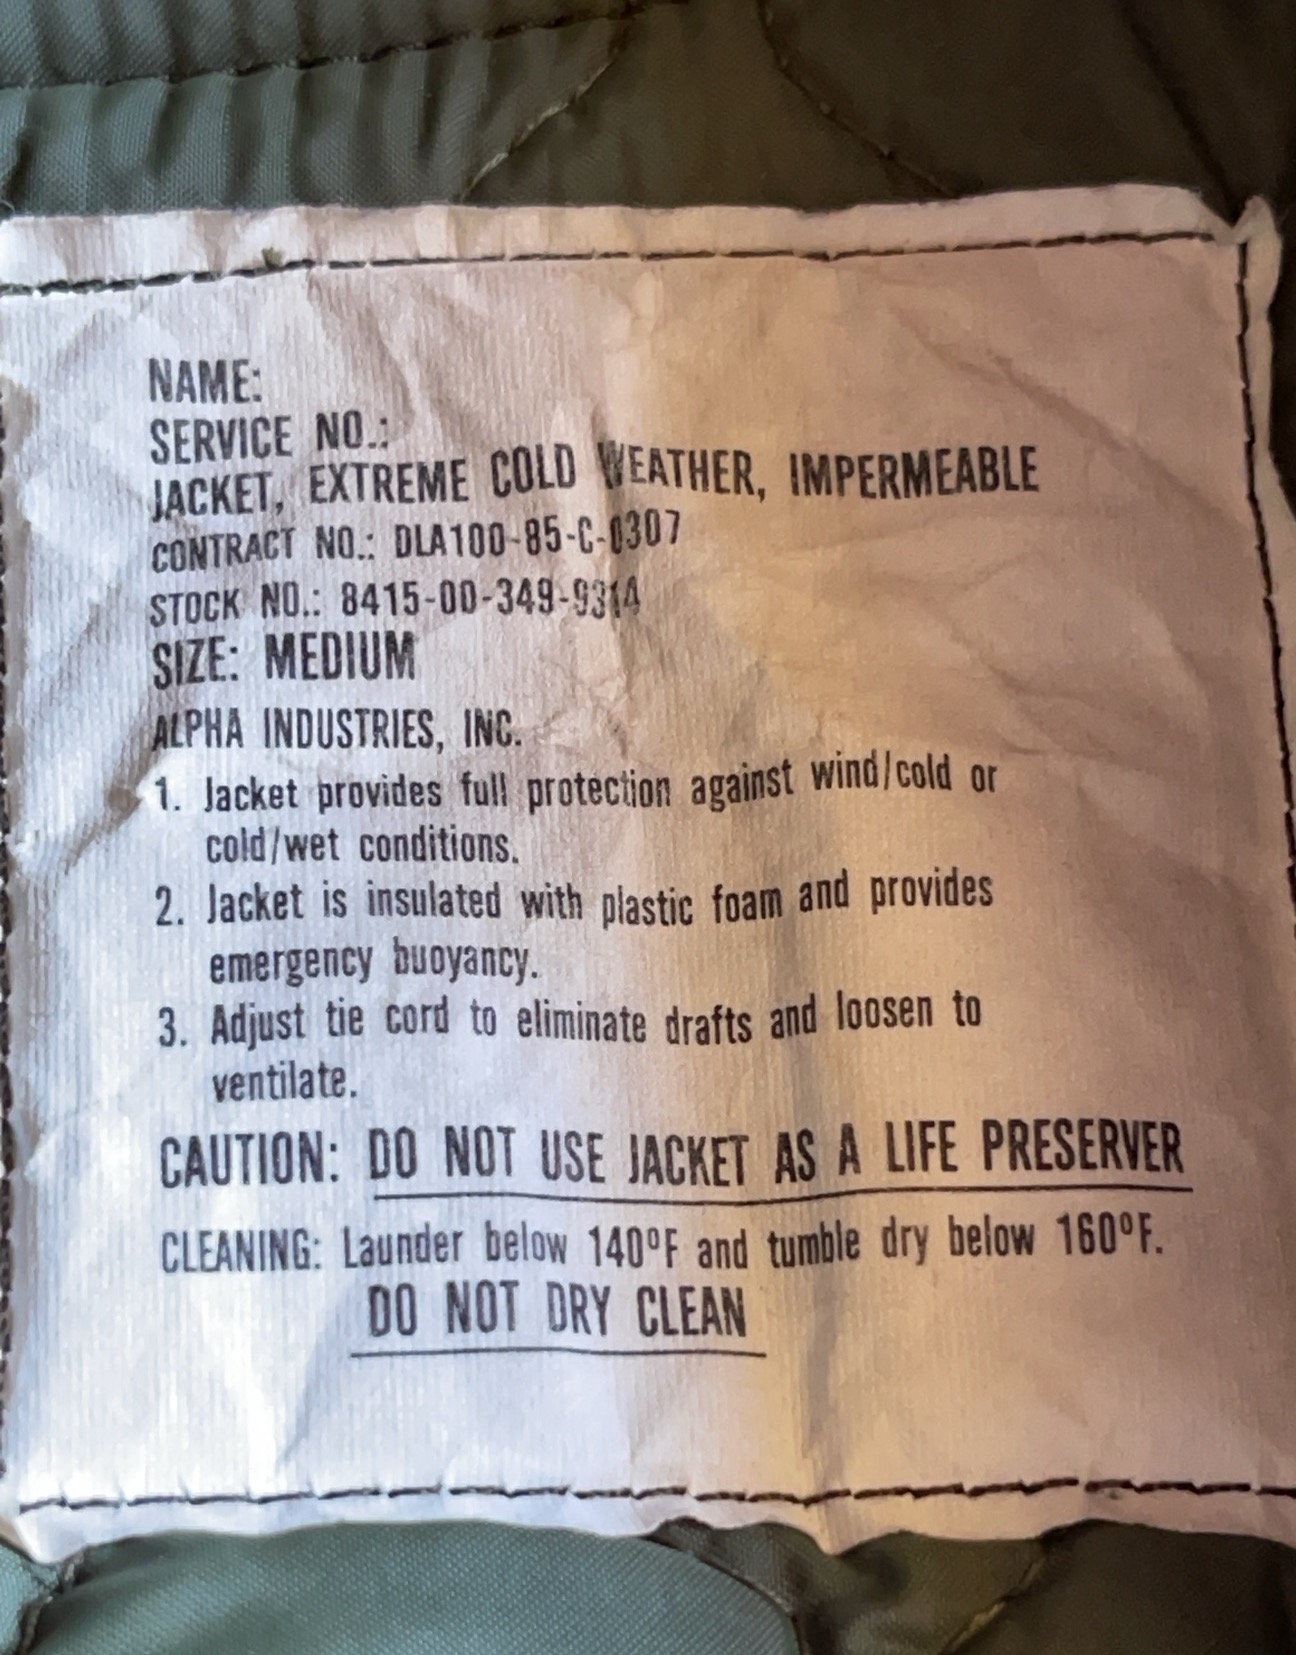 NAME:
SERVICE NO.:
JACKET, EXTREME COLD WEATHER, IMPERMEABLE
CONTRACT NO.: DLA100-85-C-0307
STOCK NO.: 8415-00-349-9314
SIZE: MEDIUM
ALPHA INDUSTRIES, INC.
1. Jacket provides full protection against wind/cold or
cold/wet conditions.
2. Jacket is insulated with plastic foam and provides
emergency buoyancy.
3. Adjust tie cord to eliminate drafts and loosen to
ventilate.
CAUTION: DO NOT USE JACKET AS A LIFE PRESERVER
CLEANING: Launder below 140°F and tumble dry below 160°F.
DO NOT DRY CLEAN